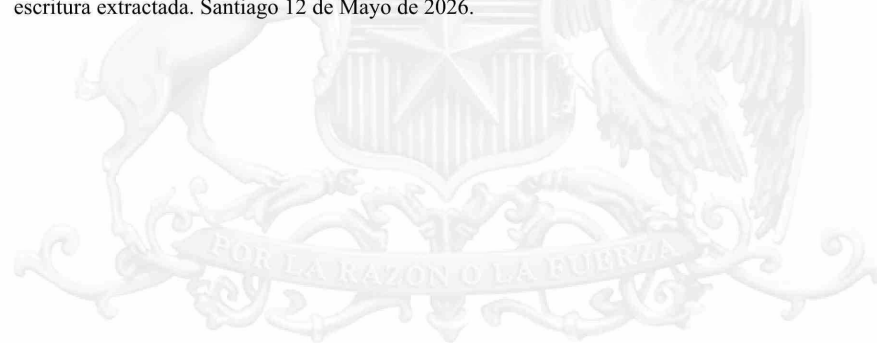 escritura extractada. Santiago 12 de Mayo de 2026.
POR LA RAZON O LA FUERZA